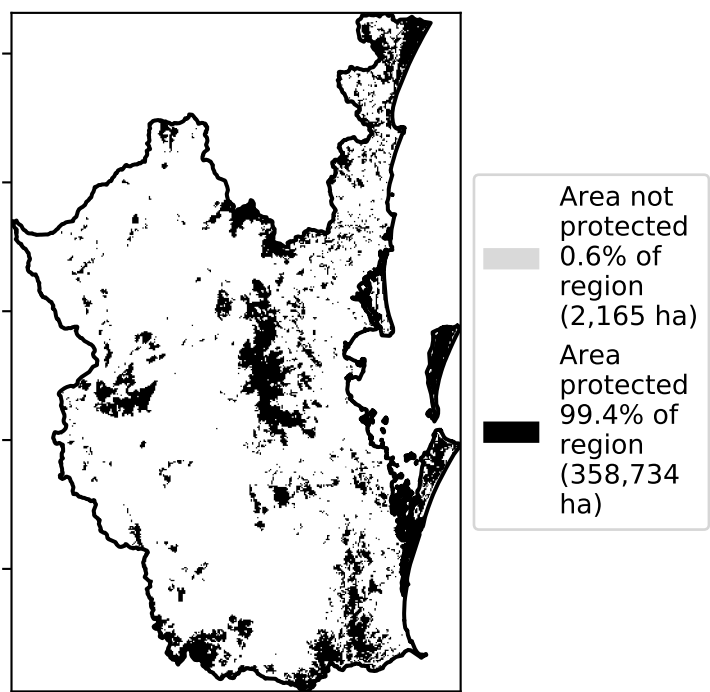 Area not
protected
0.6% of
region
(2,165 ha)
Area
protected
99.4% of
region
(358,734
ha)